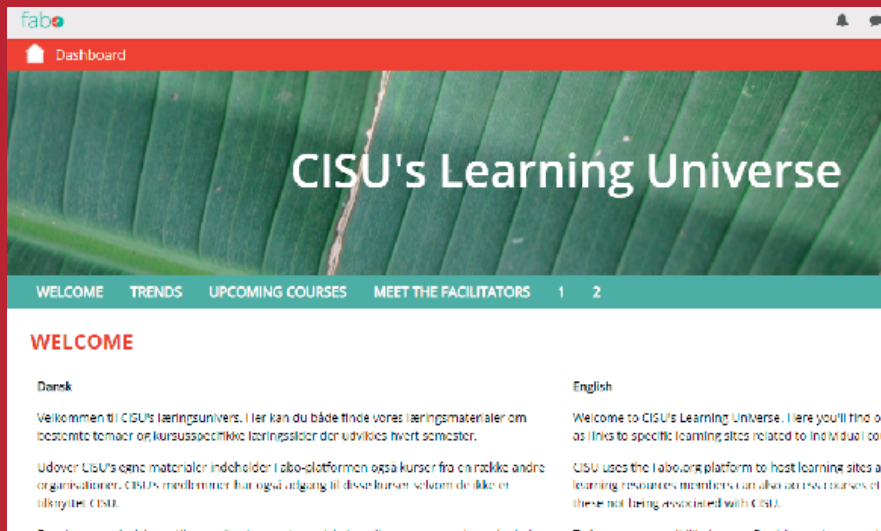 fabo
Dashboard
CISU's Learning Universe
WELCOME TRENDS UPCOMING COURSES MEET THE FACILITATORS 1 2
WELCOME
Dansk
Velkommen til CISU's læringsunivers. Her kan du både finde vores læringsmaterialer om
bestemte temaer og kursusspecifikke læringssider der udvikles hvert semester.
Udover CISU's egne materialer indeholder Fabo-platformen også kurser fra en række andre
organisationer. CISU's medlemmer har også adgang til disse kurser selvom de ikke er
tilknyttet CISU.
English
Welcome to CISU's Learning Universe. Here you'll find
as links to specific learning sites related to individual
CISU uses the Fabo.org platform to host learning sites
learning resources members can also access courses
these not being associated with CISU.